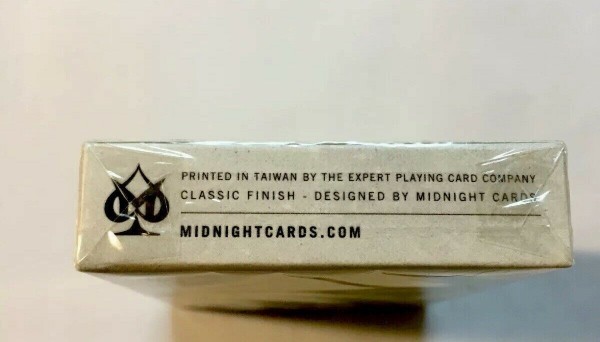 PRINTED IN TAIWAN BY THE EXPERT PLAYING CARD COMPANY
CLASSIC FINISH - DESIGNED BY MIDNIGHT CARDS
MIDNIGHTCARDS.COM